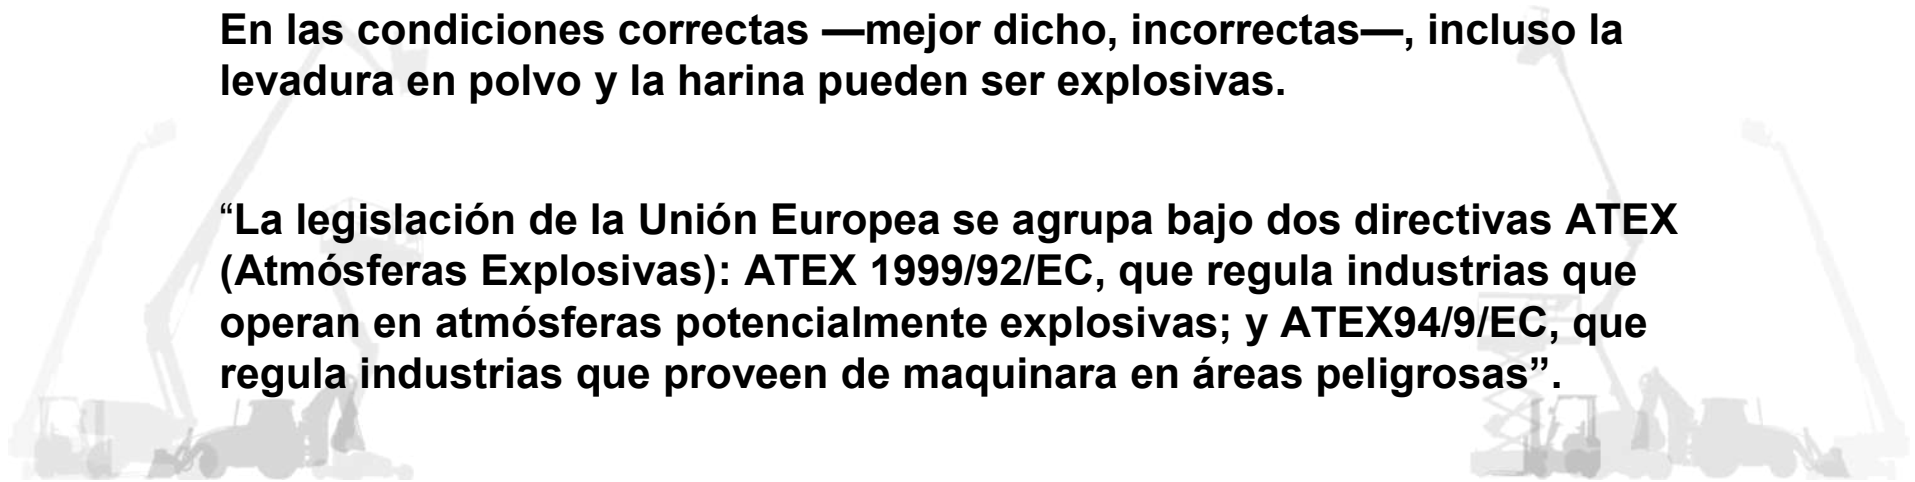 En las condiciones correctas —mejor dicho, incorrectas—, incluso la
levadura en polvo y la harina pueden ser explosivas.
“La legislación de la Unión Europea se agrupa bajo dos directivas ATEX
(Atmósferas Explosivas): ATEX 1999/92/EC, que regula industrias que
operan en atmósferas potencialmente explosivas; y ATEX94/9/EC, que
regula industrias que proveen de maquinara en áreas peligrosas”.